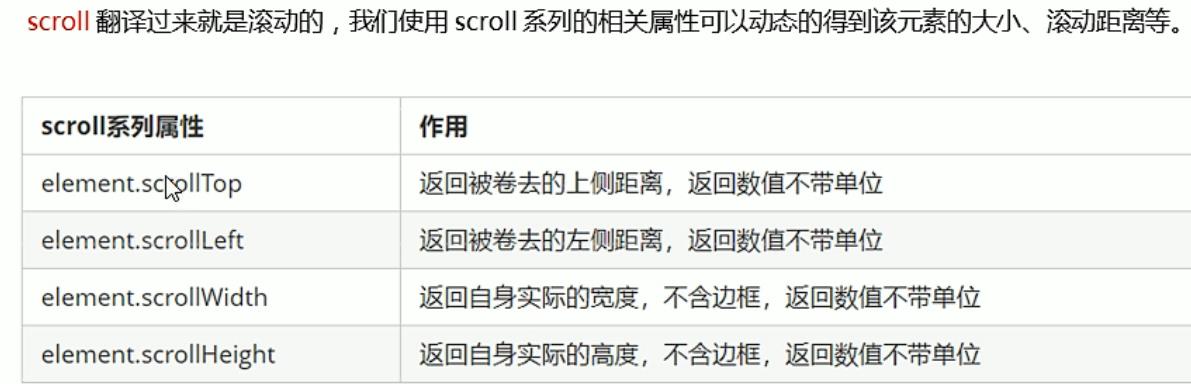 scroll 翻译过来就是滚动的，我们使用 scroll 系列的相关属性可以动态的得到该元素的大小、滚动距离等。
scroll系列属性 作用
element.scrollTop 返回被卷去的上侧距离，返回数值不带单位
element.scrollLeft 返回被卷去的左侧距离，返回数值不带单位
element.scrollWidth 返回自身实际的宽度，不含边框，返回数值不带单位
element.scrollHeight 返回自身实际的高度，不含边框，返回数值不带单位